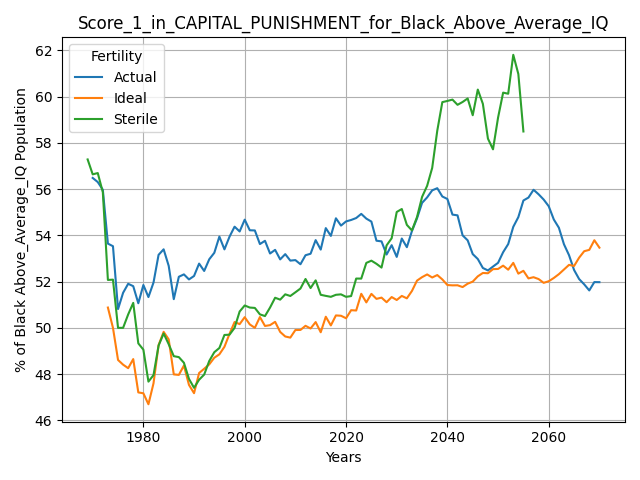 Score_1_in_CAPITAL_PUNISHMENT_for_Black_Above_Average_IQ
Fertility
Actual
Ideal
Sterile
% of Black Above_Average_IQ Population
62
60
58
56
54
52
50
48
46
1980
2000
2020
2040
2060
Years